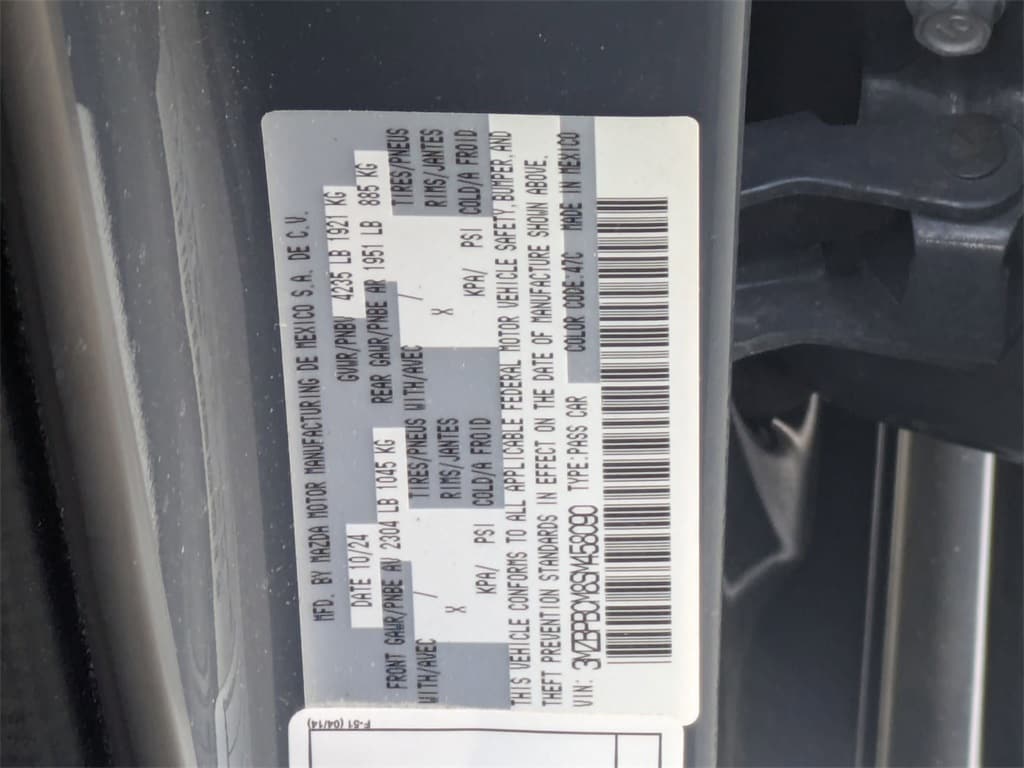 MFD. BY MAZDA MOTOR MANUFACTURING DE MEXICO S.A. DE C.V.
DATE 10/24 GVWR/PNBV 4235 LB 1921 KG
FRONT GAWR/PNBE AV 2304 LB 1045 KG REAR GAWR/PNBE AR 1951 LB 885 KG
WITH/AVEC / TIRES/PNEUS WITH/AVEC / TIRES/PNEUS
X RIMS/JANTES X RIMS/JANTES
KPA/ PSI COLD/A FROID KPA/ PSI COLD/A FROID
THIS VEHICLE CONFORMS TO ALL APPLICABLE FEDERAL MOTOR VEHICLE SAFETY, BUMPER, AND
THEFT PREVENTION STANDARDS IN EFFECT ON THE DATE OF MANUFACTURE SHOWN ABOVE.
VIN: 3MZBPBCM8SM458090 TYPE:PASS CAR COLOR CODE:47C MADE IN MEXICO
F-51 (04/14)